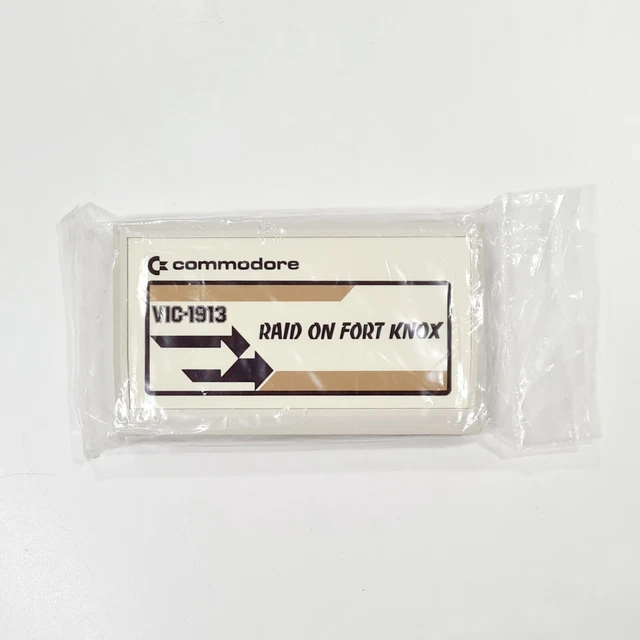 commodore
VIC-1913
RAID ON FORT KNOX